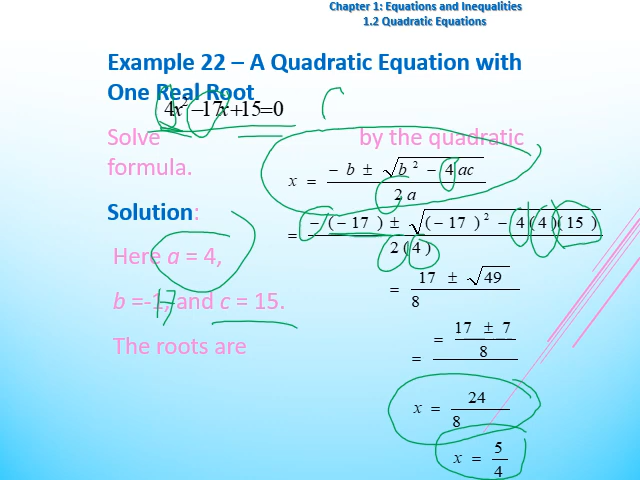 Chapter 1: Equations and Inequalities
1.2 Quadratic Equations
Example 22 – A Quadratic Equation with
One Real Root
4x² −17x+15=0
Solve by the quadratic
formula.
x = (− b ± √(b² − 4ac)) / 2a
Solution:
= (− (− 17) ± √((− 17)² − 4(4)(15))) / 2(4)
Here a = 4,
= (17 ± √49) / 8
b =-17, and c = 15.
= = (17 ± 7) / 8
The roots are
x = 24/8
x = 5/4